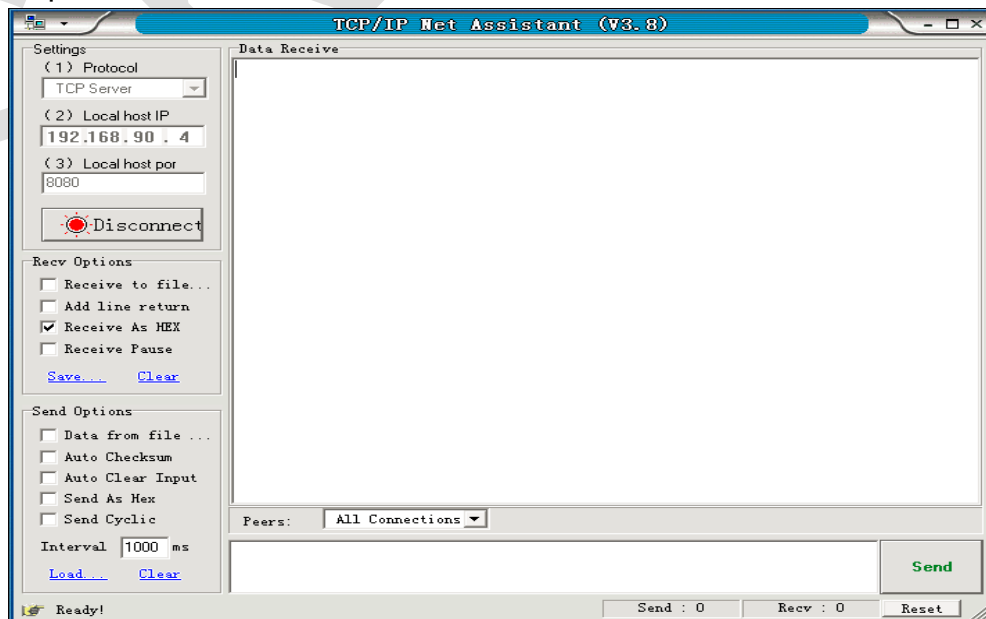 TCP/IP Net Assistant (V3.8)
Settings
(1) Protocol
TCP Server
(2) Local host IP
192.168.90.4
(3) Local host por
8080
Disconnect
Recv Options
Receive to file...
Add line return
Receive As HEX
Receive Pause
Save... Clear
Send Options
Data from file ...
Auto Checksum
Auto Clear Input
Send As Hex
Send Cyclic
Interval 1000 ms
Load... Clear
Data Receive
Peers: All Connections
Send
Ready!
Send : 0
Recv : 0
Reset